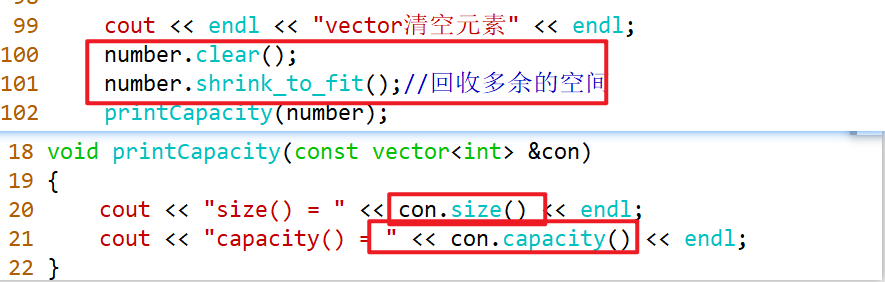 99 cout << endl << "vector清空元素" << endl;
100 number.clear();
101 number.shrink_to_fit();//回收多余的空间
102 printCapacity(number);
18 void printCapacity(const vector<int> &con)
19 {
20 cout << "size() = " << con.size() << endl;
21 cout << "capacity() = " << con.capacity() << endl;
22 }